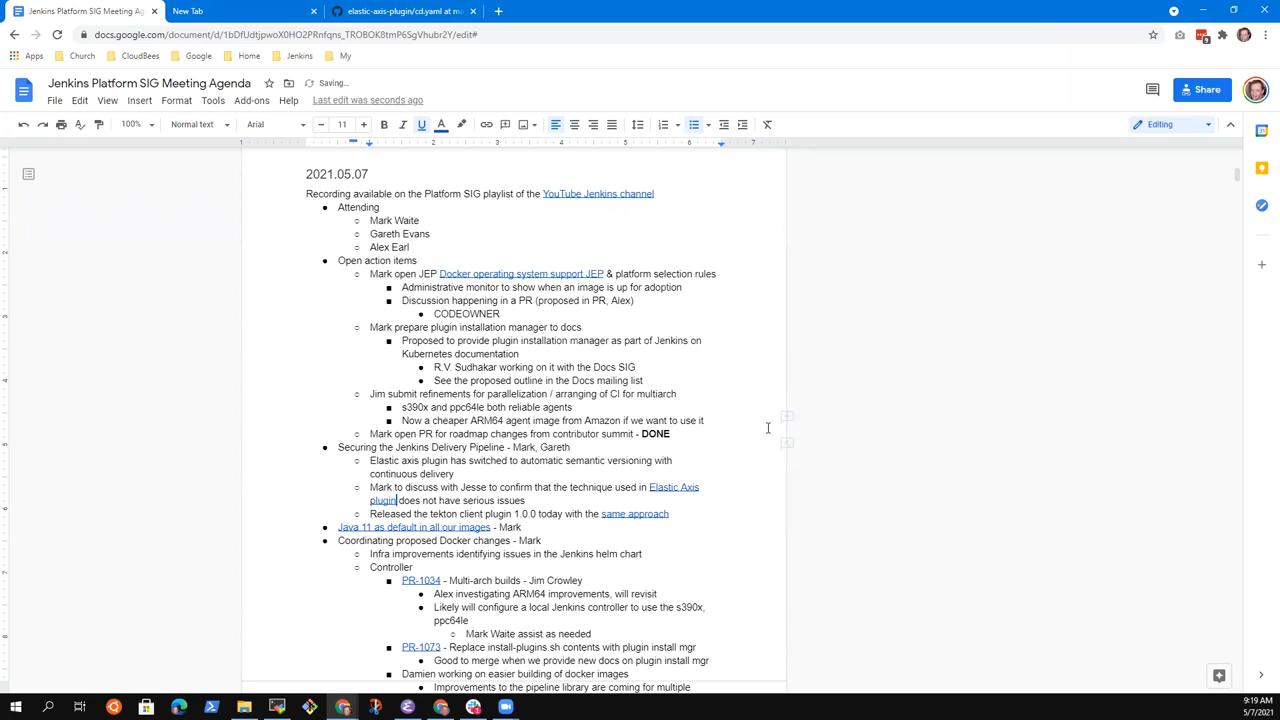 Jenkins Platform SIG Meeting Agenda
New Tab
elastic-axis-plugin/cd.yaml at ma
docs.google.com/document/d/1bDfUdtjpwoX0HO2PRnfqns_TROBOK8tmP6SgVhubr2Y/edit#
9
Apps
Church
CloudBees
Google
Home
Jenkins
My
Jenkins Platform SIG Meeting Agenda
Saving...
File
Edit
View
Insert
Format
Tools
Add-ons
Help
Last edit was seconds ago
Share
100%
Normal text
Arial
11
Editing
2021.05.07
Recording available on the Platform SIG playlist of the YouTube Jenkins channel
● Attending
○ Mark Waite
○ Gareth Evans
○ Alex Earl
● Open action items
○ Mark open JEP Docker operating system support JEP & platform selection rules
■ Administrative monitor to show when an image is up for adoption
■ Discussion happening in a PR (proposed in PR, Alex)
● CODEOWNER
○ Mark prepare plugin installation manager to docs
■ Proposed to provide plugin installation manager as part of Jenkins on
Kubernetes documentation
● R.V. Sudhakar working on it with the Docs SIG
● See the proposed outline in the Docs mailing list
○ Jim submit refinements for parallelization / arranging of CI for multiarch
■ s390x and ppc64le both reliable agents
■ Now a cheaper ARM64 agent image from Amazon if we want to use it
○ Mark open PR for roadmap changes from contributor summit - DONE
● Securing the Jenkins Delivery Pipeline - Mark, Gareth
○ Elastic axis plugin has switched to automatic semantic versioning with
continuous delivery
○ Mark to discuss with Jesse to confirm that the technique used in Elastic Axis
plugin does not have serious issues
○ Released the tekton client plugin 1.0.0 today with the same approach
● Java 11 as default in all our images - Mark
● Coordinating proposed Docker changes - Mark
○ Infra improvements identifying issues in the Jenkins helm chart
○ Controller
■ PR-1034 - Multi-arch builds - Jim Crowley
● Alex investigating ARM64 improvements, will revisit
● Likely will configure a local Jenkins controller to use the s390x,
ppc64le
○ Mark Waite assist as needed
■ PR-1073 - Replace install-plugins.sh contents with plugin install mgr
● Good to merge when we provide new docs on plugin install mgr
■ Damien working on easier building of docker images
● Improvements to the pipeline library are coming for multiple
9:19 AM
5/7/2021